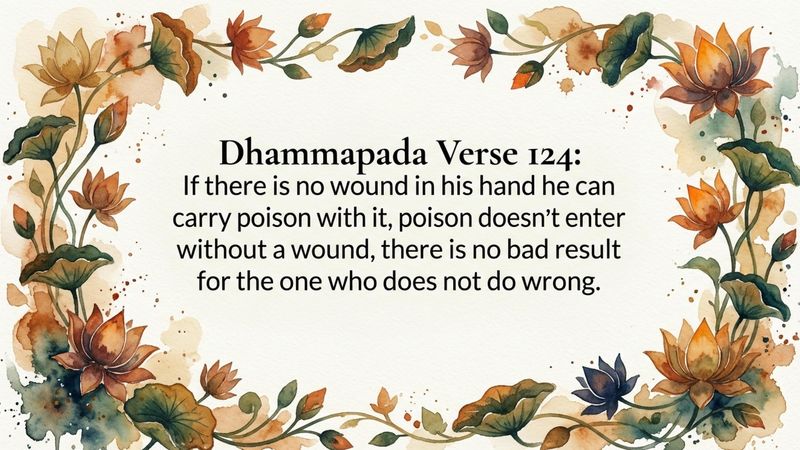 Dhammapada Verse 124:
If there is no wound in his hand he can
carry poison with it, poison doesn't enter
without a wound, there is no bad result
for the one who does not do wrong.